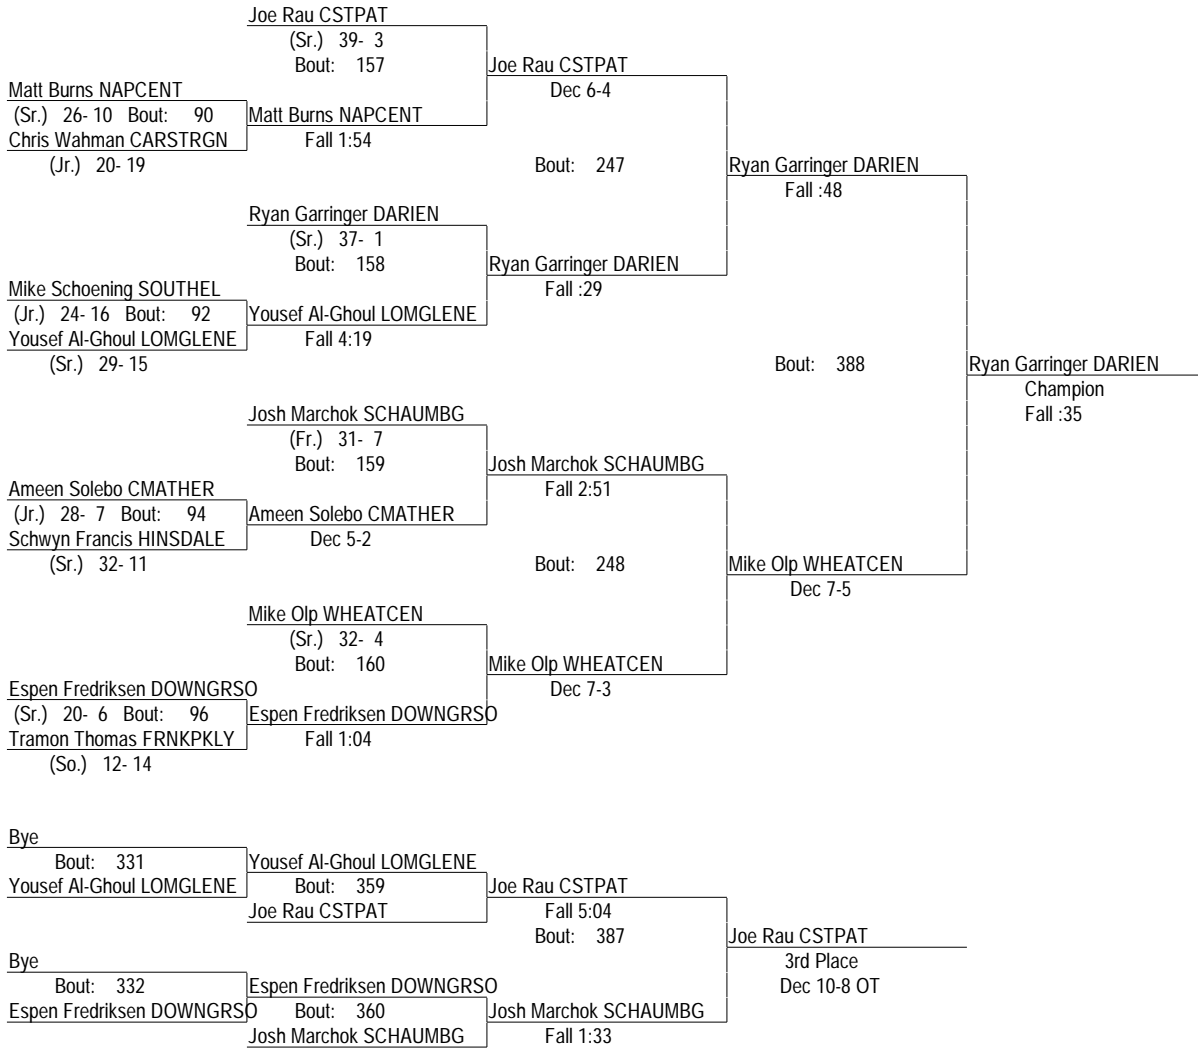 Joe Rau CSTPAT
(Sr.) 39- 3
Bout: 157
Joe Rau CSTPAT
Matt Burns NAPCENT
Dec 6-4
(Sr.) 26- 10 Bout: 90
Matt Burns NAPCENT
Chris Wahman CARSTRGN
Fall 1:54
(Jr.) 20- 19
Bout: 247
Ryan Garringer DARIEN
Fall :48
Ryan Garringer DARIEN
(Sr.) 37- 1
Bout: 158
Ryan Garringer DARIEN
Mike Schoening SOUTHEL
Fall :29
(Jr.) 24- 16 Bout: 92
Yousef Al-Ghoul LOMGLENE
Yousef Al-Ghoul LOMGLENE
Fall 4:19
(Sr.) 29- 15
Bout: 388
Ryan Garringer DARIEN
Champion
Fall :35
Josh Marchok SCHAUMBG
(Fr.) 31- 7
Bout: 159
Josh Marchok SCHAUMBG
Ameen Solebo CMATHER
Fall 2:51
(Jr.) 28- 7 Bout: 94
Ameen Solebo CMATHER
Schwyn Francis HINSDALE
Dec 5-2
(Sr.) 32- 11
Bout: 248
Mike Olp WHEATCEN
Dec 7-5
Mike Olp WHEATCEN
(Sr.) 32- 4
Bout: 160
Mike Olp WHEATCEN
Espen Fredriksen DOWNGRSO
Dec 7-3
(Sr.) 20- 6 Bout: 96
Espen Fredriksen DOWNGRSO
Tramon Thomas FRNKPKLY
Fall 1:04
(So.) 12- 14
Bye
Bout: 331
Yousef Al-Ghoul LOMGLENE
Yousef Al-Ghoul LOMGLENE
Bout: 359
Joe Rau CSTPAT
Joe Rau CSTPAT
Fall 5:04
Bout: 387
Joe Rau CSTPAT
3rd Place
Dec 10-8 OT
Bye
Bout: 332
Espen Fredriksen DOWNGRSO
Espen Fredriksen DOWNGRSO
Bout: 360
Josh Marchok SCHAUMBG
Josh Marchok SCHAUMBG
Fall 1:33